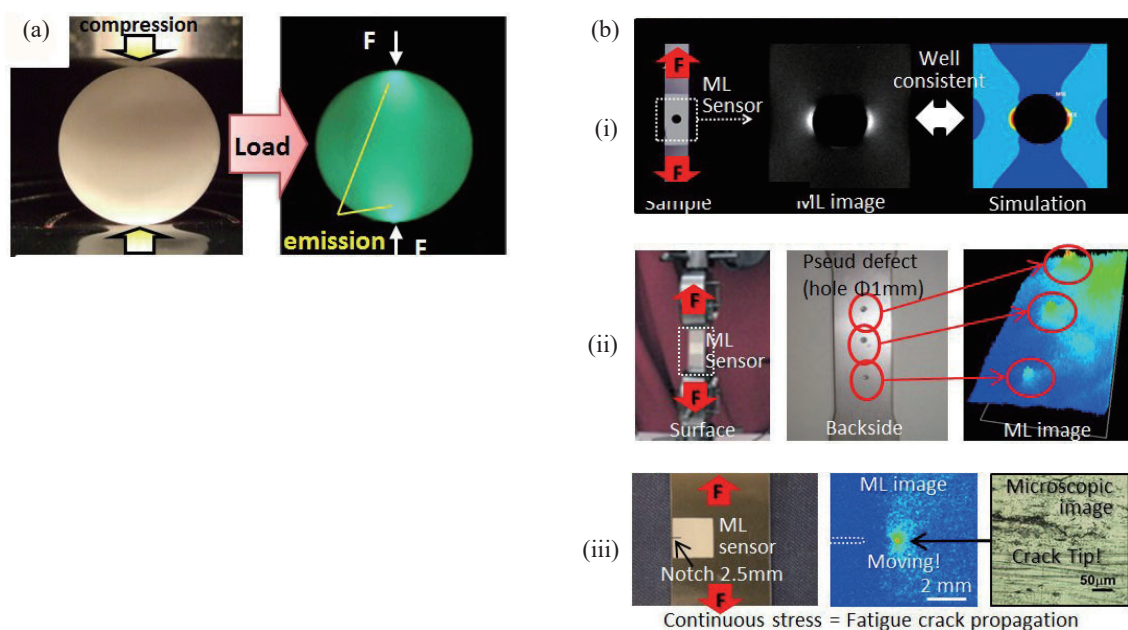 (a)
compression
F
Load
emission
F
(b)
(i)
F
F
ML
Sensor
Well
consistent
Sample
ML image
Simulation
(ii)
F
F
ML
Sensor
Surface
Pseud defect
(hole Φ1mm)
Backside
ML image
(iii)
F
ML
sensor
Notch 2.5mm
F
ML image
Moving!
2 mm
Microscopic
image
Crack Tip!
50µm
Continuous stress = Fatigue crack propagation